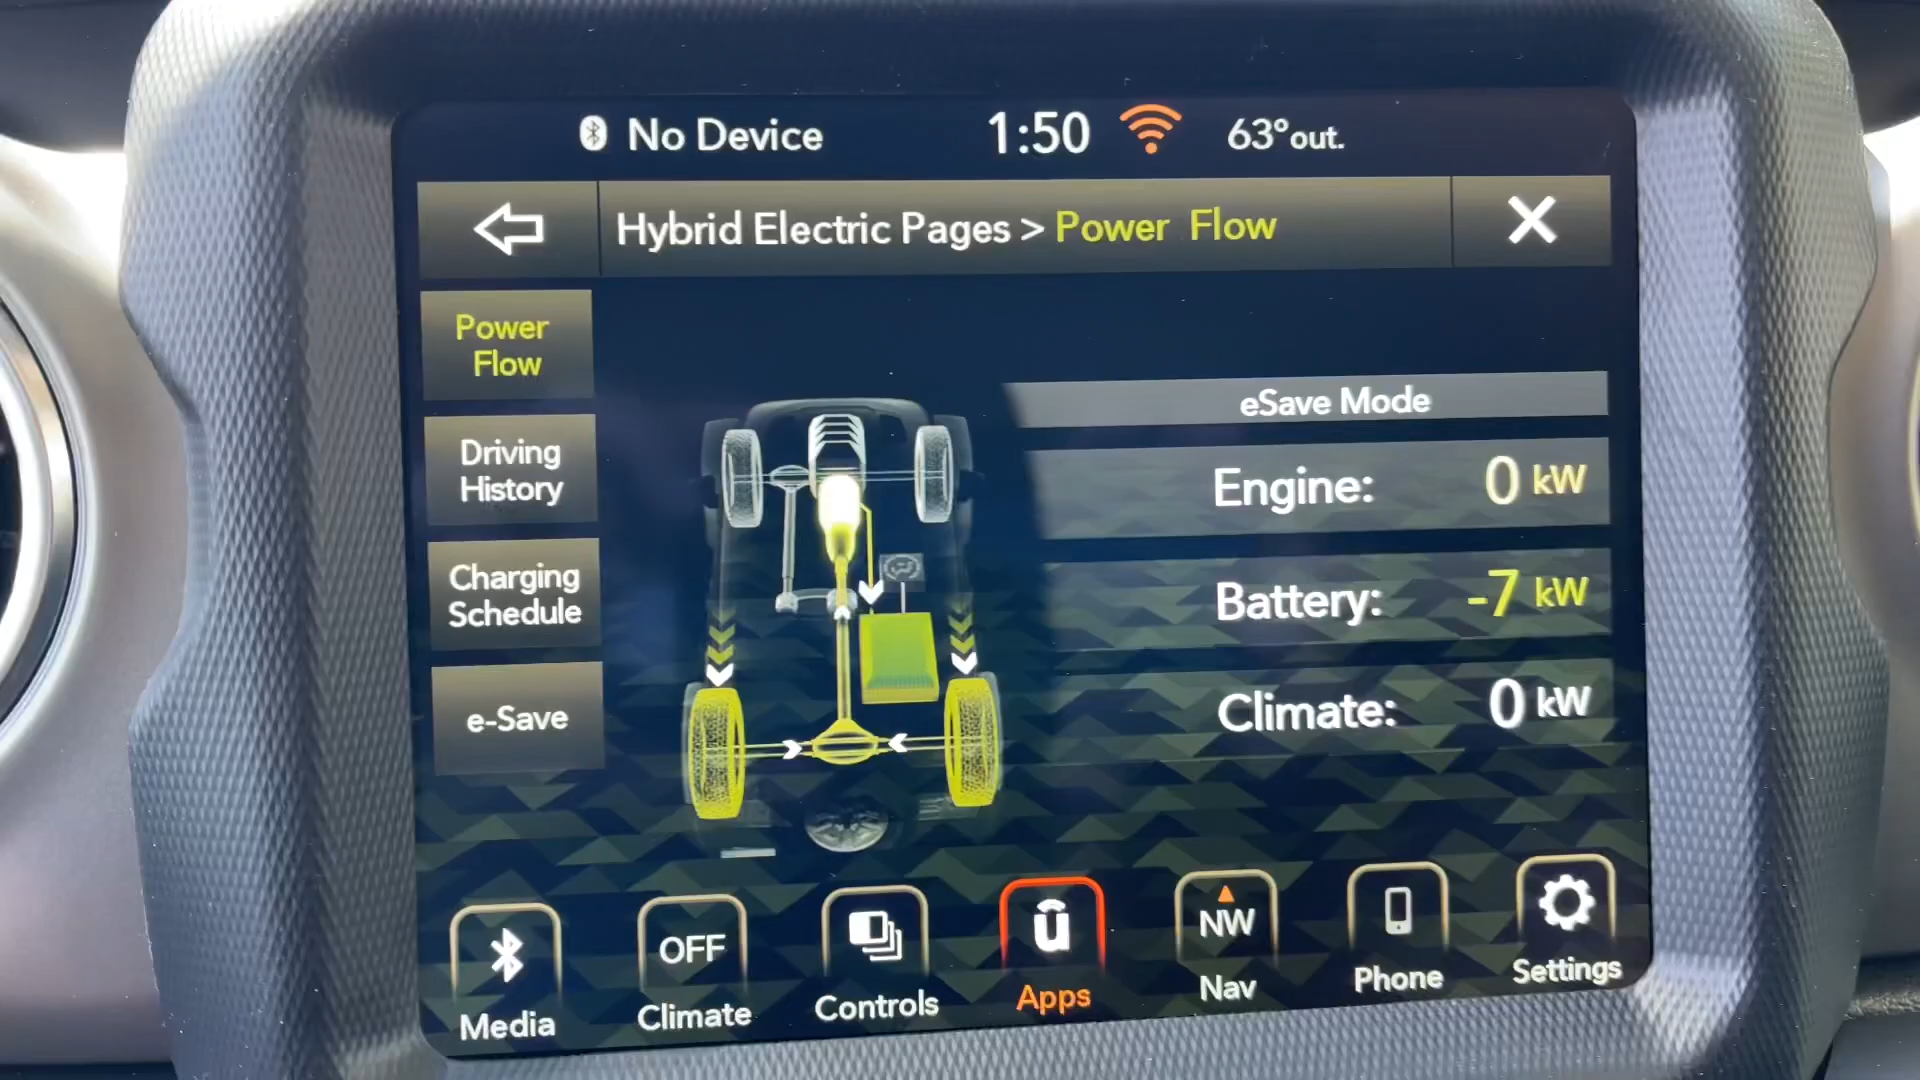 No Device 1:50 63°out.
Hybrid Electric Pages > Power Flow
Power
Flow
Driving
History
Charging
Schedule
e-Save
eSave Mode
Engine: 0 kW
Battery: -7 kW
Climate: 0 kW
OFF
u
NW
Media
Climate
Controls
Apps
Nav
Phone
Settings